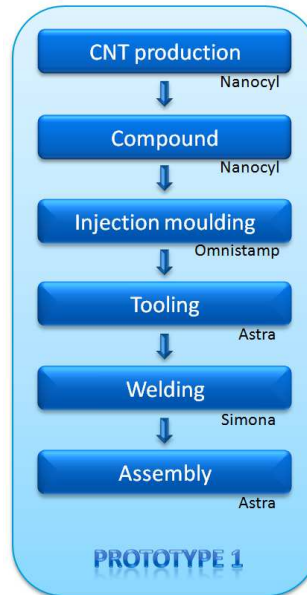 CNT production
Nanocyl
Compound
Nanocyl
Injection moulding
Omnistamp
Tooling
Astra
Welding
Simona
Assembly
Astra
PROTOTYPE 1